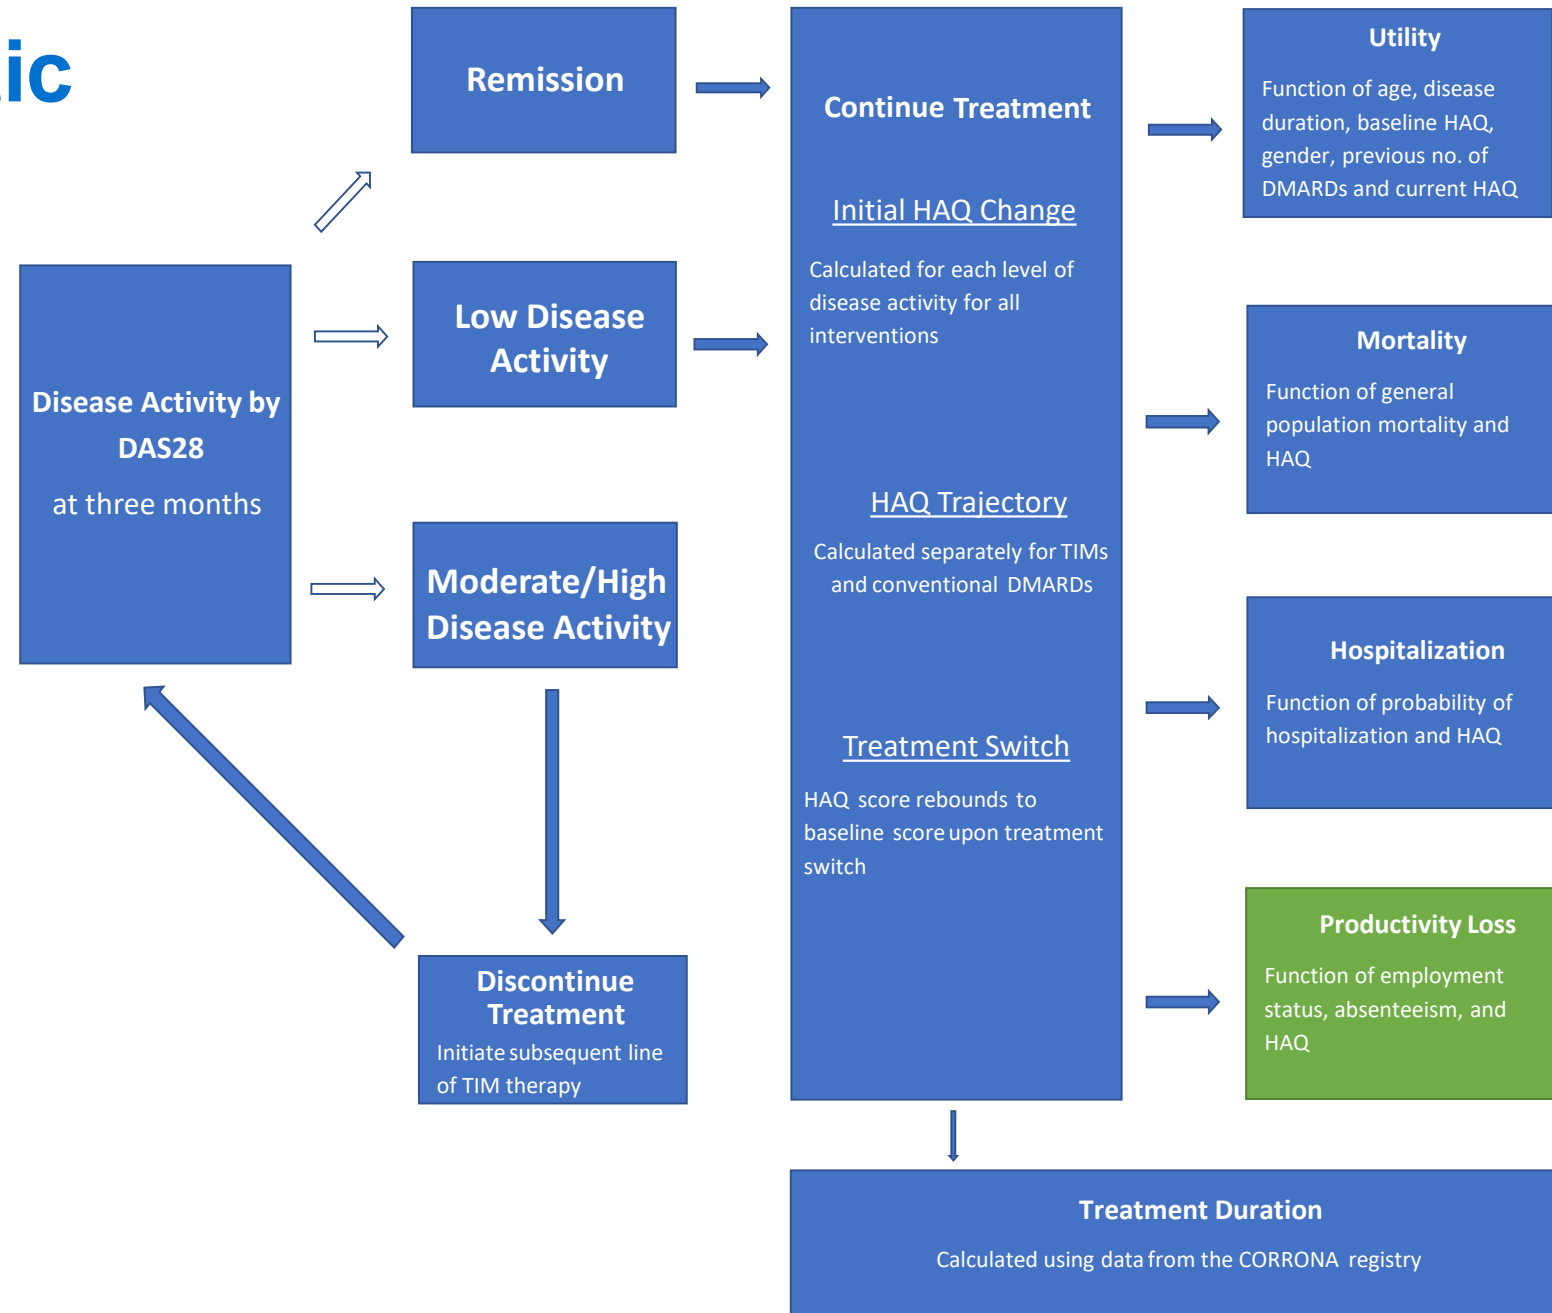 Remission
Disease Activity by
DAS28
at three months
Low Disease
Activity
Moderate/High
Disease Activity
Discontinue
Treatment
Initiate subsequent line
of TIM therapy
Continue Treatment
Initial HAQ Change
Calculated for each level of
disease activity for all
interventions
HAQ Trajectory
Calculated separately for TIMs
and conventional DMARDs
Treatment Switch
HAQ score rebounds to
baseline score upon treatment
switch
Utility
Function of age, disease
duration, baseline HAQ,
gender, previous no. of
DMARDs and current HAQ
Mortality
Function of general
population mortality and
HAQ
Hospitalization
Function of probability of
hospitalization and HAQ
Productivity Loss
Function of employment
status, absenteeism, and
HAQ
Treatment Duration
Calculated using data from the CORRONA registry